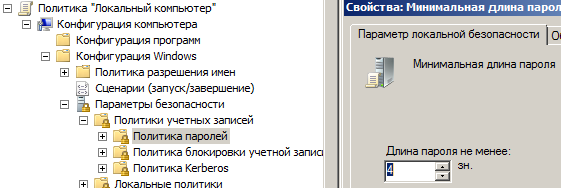 Политика "Локальный компьютер"
Конфигурация компьютера
Конфигурация программ
Конфигурация Windows
Политика разрешения имен
Сценарии (запуск/завершение)
Параметры безопасности
Политики учетных записей
Политика паролей
Политика блокировки учетной запис
Политика Kerberos
Локальные политики
Свойства: Минимальная длина парол
Параметр локальной безопасности
Об
Минимальная длина пароля
Длина пароля не менее:
4 зн.